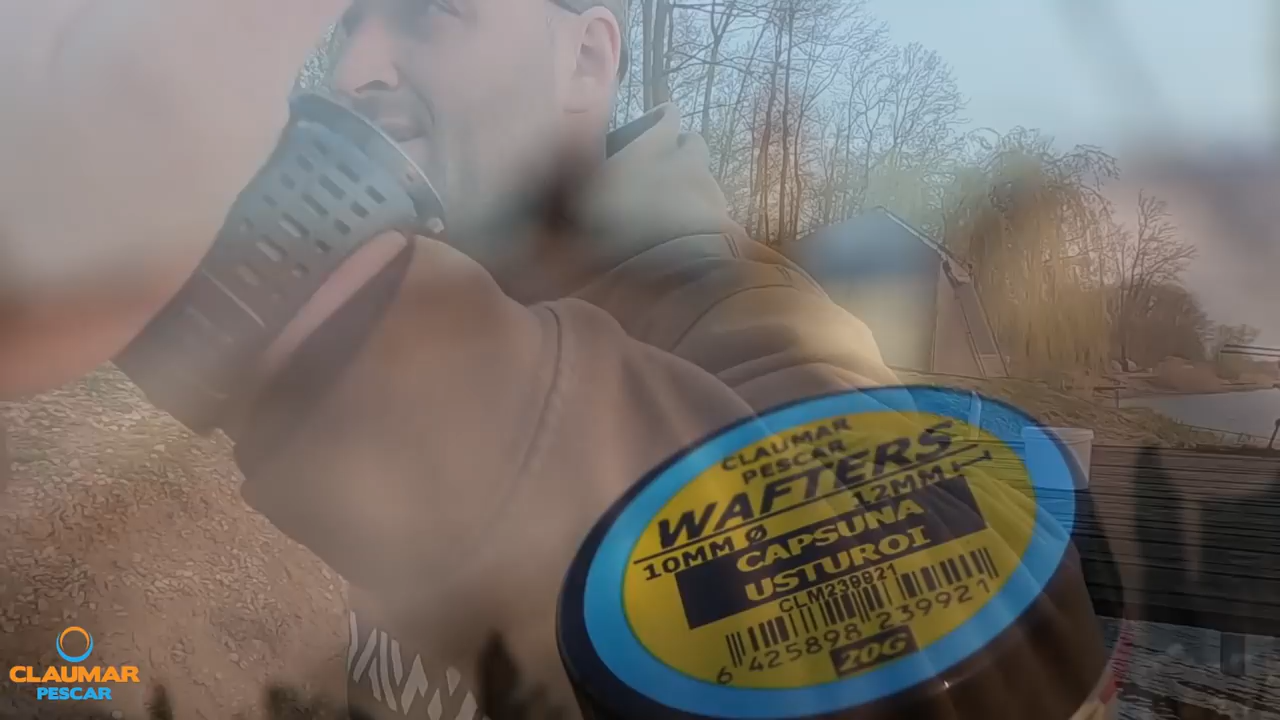 CLAUMAR
PESCAR
WAFTERS
10MM Ø 12MM
CAPSUNA
USTUROI
CLM239921
6 425898 239921
20G
CLAUMAR
PESCAR